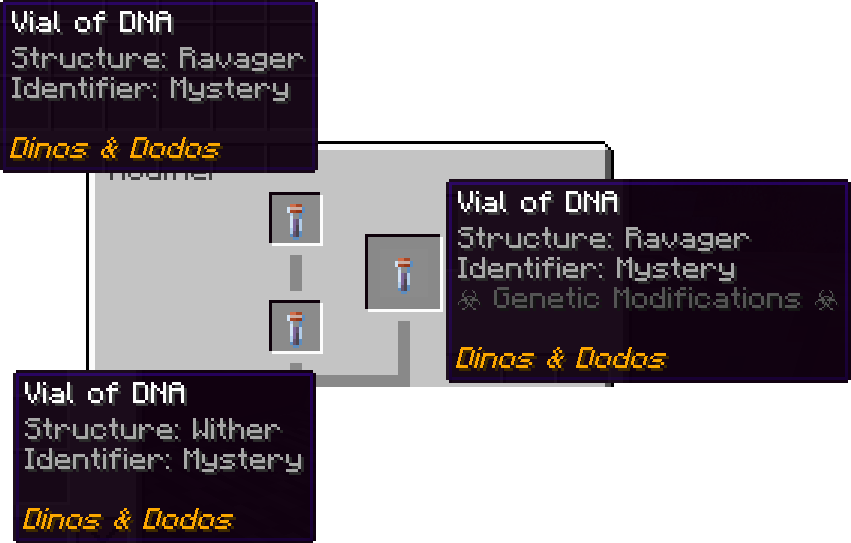 Vial of DNA
Structure: Ravager
Identifier: Mystery
Dinos & Dodos
Modifier
Vial of DNA
Structure: Ravager
Identifier: Mystery
☣ Genetic Modifications ☣
Dinos & Dodos
Vial of DNA
Structure: Wither
Identifier: Mystery
Dinos & Dodos